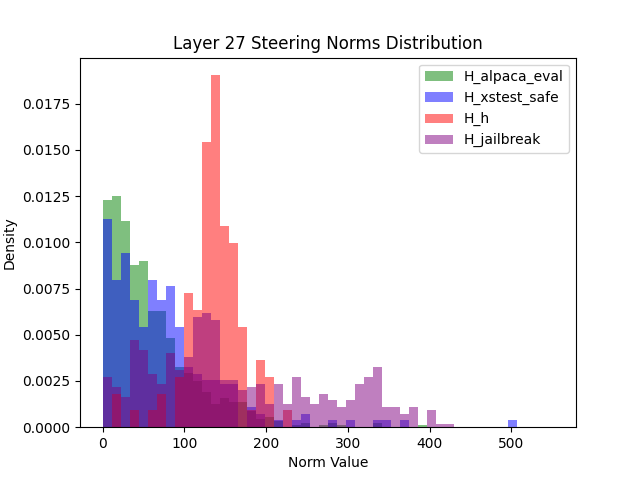 Layer 27 Steering Norms Distribution
H_alpaca_eval
H_xstest_safe
H_h
H_jailbreak
Density
0.0175
0.0150
0.0125
0.0100
0.0075
0.0050
0.0025
0.0000
0 100 200 300 400 500
Norm Value